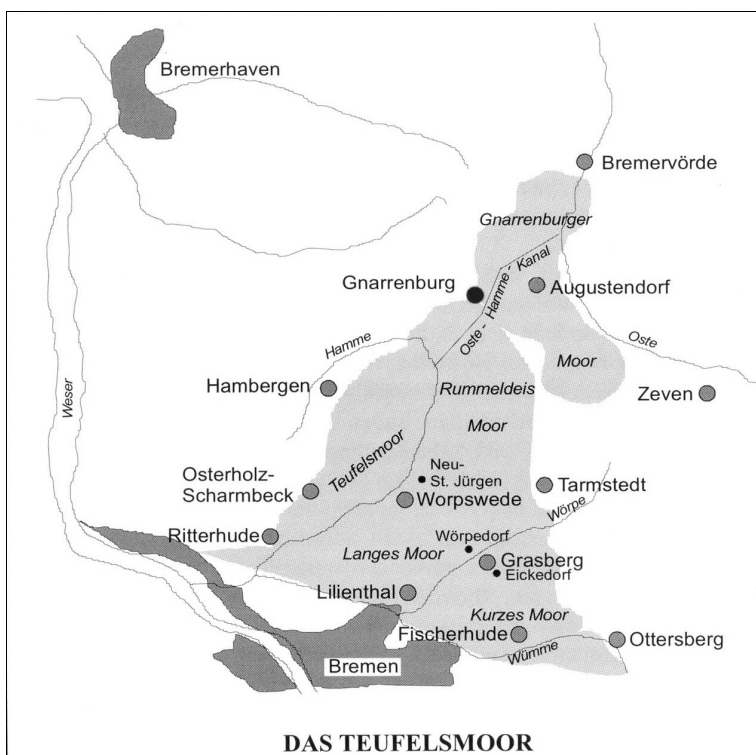 Bremerhaven
Bremervörde
Gnarrenburger
Oste - Hamme - Kanal
Gnarrenburg
Augustendorf
Hamme
Oste
Moor
Weser
Hambergen
Rummeldeis
Zeven
Moor
Teufelsmoor
Neu-
St. Jürgen
Osterholz-
Scharmbeck
Worpswede
Tarmstedt
Wörpe
Ritterhude
Wörpedorf
Langes Moor
Grasberg
Eickedorf
Lilienthal
Kurzes Moor
Fischerhude
Ottersberg
Wümme
Bremen
DAS TEUFELSMOOR